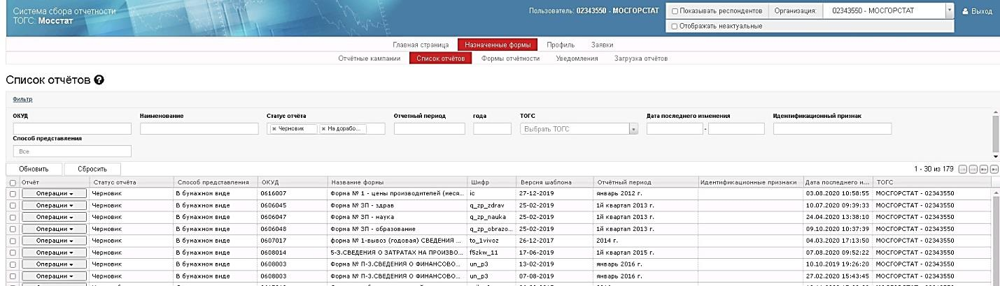 Система сбора отчетности
ТОГС: Мосстат
Пользователь: 02343550 - МОСГОРСТАТ
Показывать респондентов Организация: 02343550 - МОСГОРСТАТ
Выход
Отображать неактуальные
Главная страница Назначенные формы Профиль Заявки
Отчётные кампании Список отчётов Формы отчётности Уведомления Загрузка отчётов
Список отчётов ?
Фильтр
ОКУД Наименование Статус отчёта Отчетный период года ТОГС Дата последнего изменения Идентификационный признак
Черновик На дорабо... Выбрать ТОГС -
Способ представления
Все
Обновить Сбросить 1 - 30 из 179
Отчёт Статус отчёта Способ представления ОКУД Название формы Шифр Версия шаблона Отчётный период Идентификационные признаки Дата последнего и... ТОГС
Операции Черновик В бумажном виде 0616007 Форма № 1 - цены производителей (меся... ic 27-12-2019 январь 2012 г. 03.08.2020 10:58:55 МОСГОРСТАТ - 02343550
Операции Черновик В бумажном виде 0606045 Форма № ЗП - здрав q_zp_zdrav 25-02-2019 1й квартал 2013 г. 10.07.2020 09:39:33 МОСГОРСТАТ - 02343550
Операции Черновик В бумажном виде 0606047 Форма № ЗП - наука q_zp_nauka 25-02-2019 1й квартал 2013 г. 24.04.2020 13:38:10 МОСГОРСТАТ - 02343550
Операции Черновик В бумажном виде 0606048 Форма № ЗП - образование q_zp_obrazo... 25-02-2019 1й квартал 2013 г. 09.10.2020 10:37:39 МОСГОРСТАТ - 02343550
Операции Черновик В бумажном виде 0607017 форма № 1-вывоз (годовая) СВЕДЕНИЯ ... to_1vivoz 26-12-2017 2014 г. 04.03.2020 17:13:50 МОСГОРСТАТ - 02343550
Операции Черновик В бумажном виде 0608014 5-З.СВЕДЕНИЯ О ЗАТРАТАХ НА ПРОИЗВО... f5zkw_11 17-06-2019 1й квартал 2015 г. 07.08.2020 09:52:22 МОСГОРСТАТ - 02343550
Операции Черновик В бумажном виде 0608003 Форма № П-3.СВЕДЕНИЯ О ФИНАНСОВО... un_p3 13-02-2019 январь 2016 г. 10.10.2019 19:26:20 МОСГОРСТАТ - 02343550
Операции Черновик В бумажном виде 0608003 Форма № П-3.СВЕДЕНИЯ О ФИНАНСОВО... un_p3 07-08-2019 январь 2016 г. 27.02.2020 15:43:45 МОСГОРСТАТ - 02343550